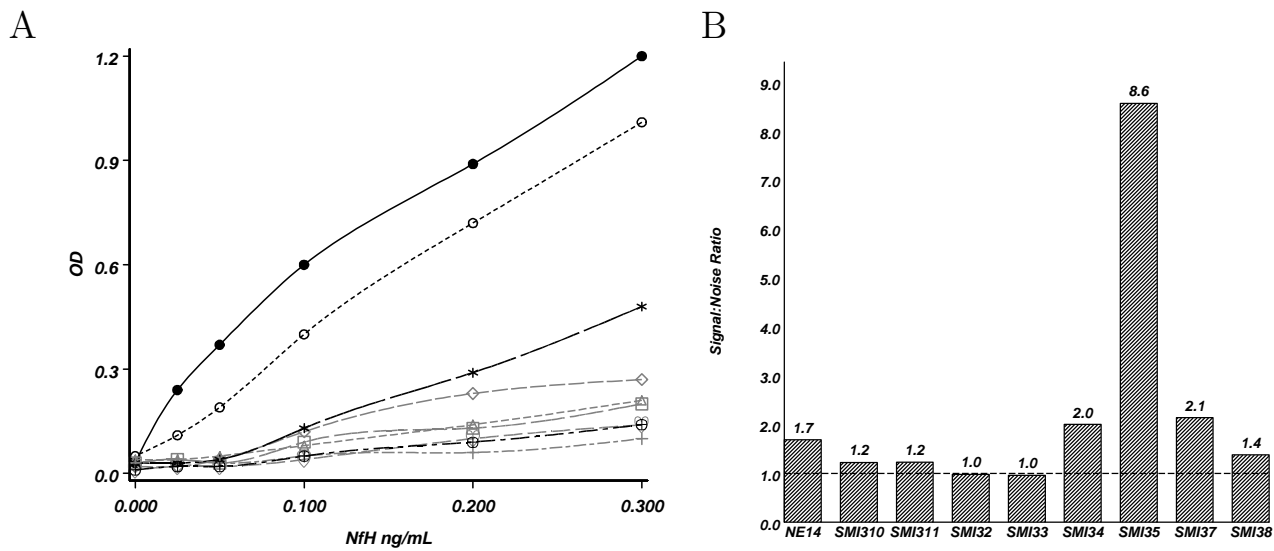 A
1.2
0.9
0.6
0.3
0.0
OD
0.000 0.100 0.200 0.300
NfH ng/mL
B
9.0
8.0
7.0
6.0
5.0
4.0
3.0
2.0
1.0
0.0
Signal:Noise Ratio
1.7 1.2 1.2 1.0 1.0 2.0 8.6 2.1 1.4
NE14 SMI310 SMI311 SMI32 SMI33 SMI34 SMI35 SMI37 SMI38